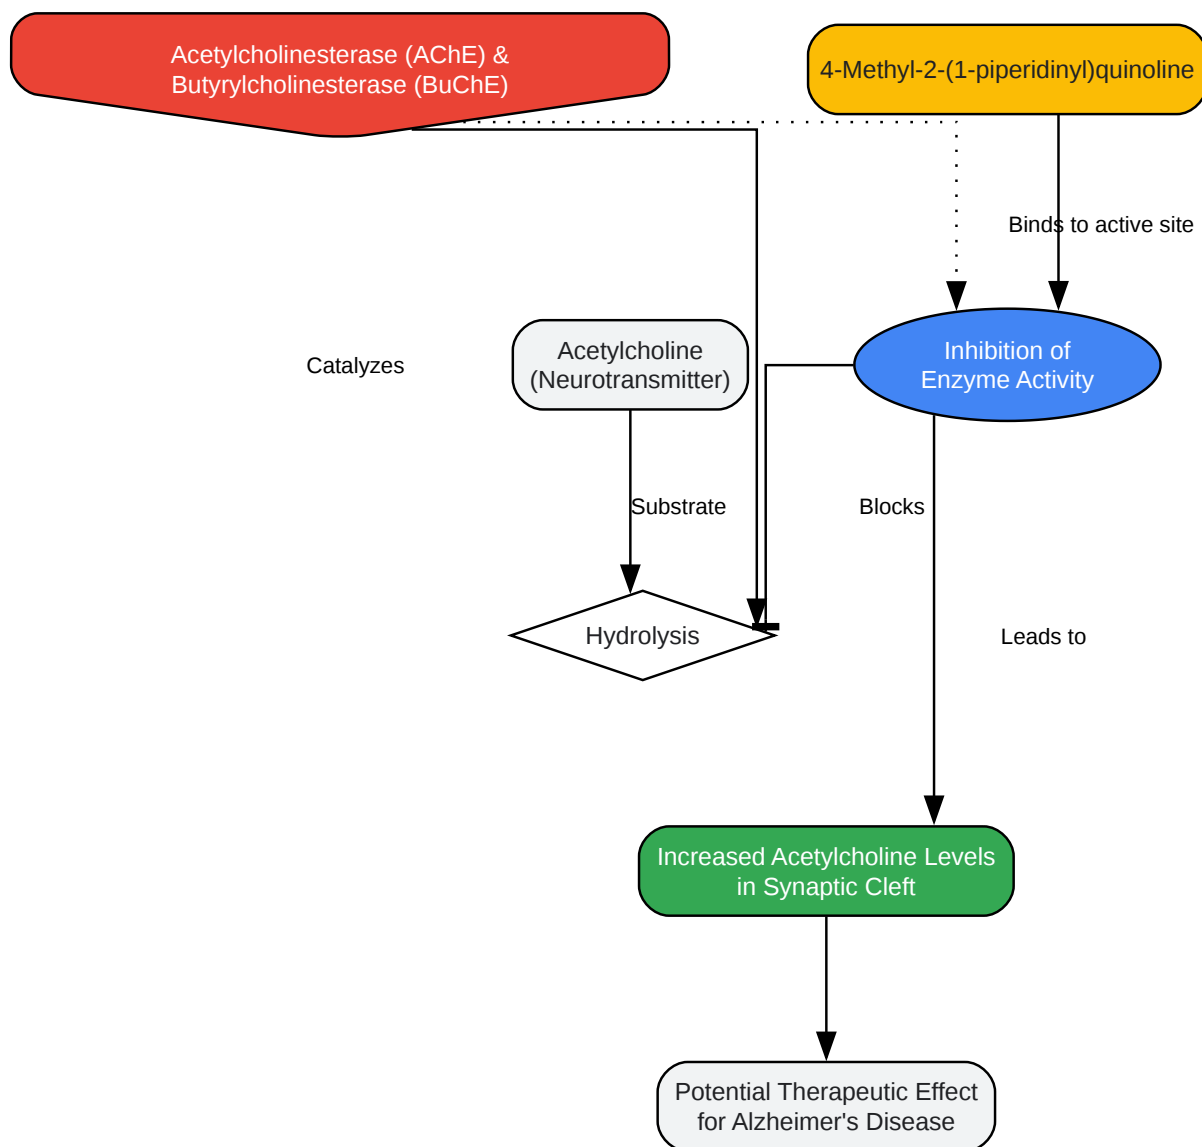 Acetylcholinesterase (AChE) &
Butyrylcholinesterase (BuChE)
4-Methyl-2-(1-piperidinyl)quinoline
Binds to active site
Catalyzes
Acetylcholine
(Neurotransmitter)
Inhibition of
Enzyme Activity
Substrate
Blocks
Hydrolysis
Leads to
Increased Acetylcholine Levels
in Synaptic Cleft
Potential Therapeutic Effect
for Alzheimer's Disease